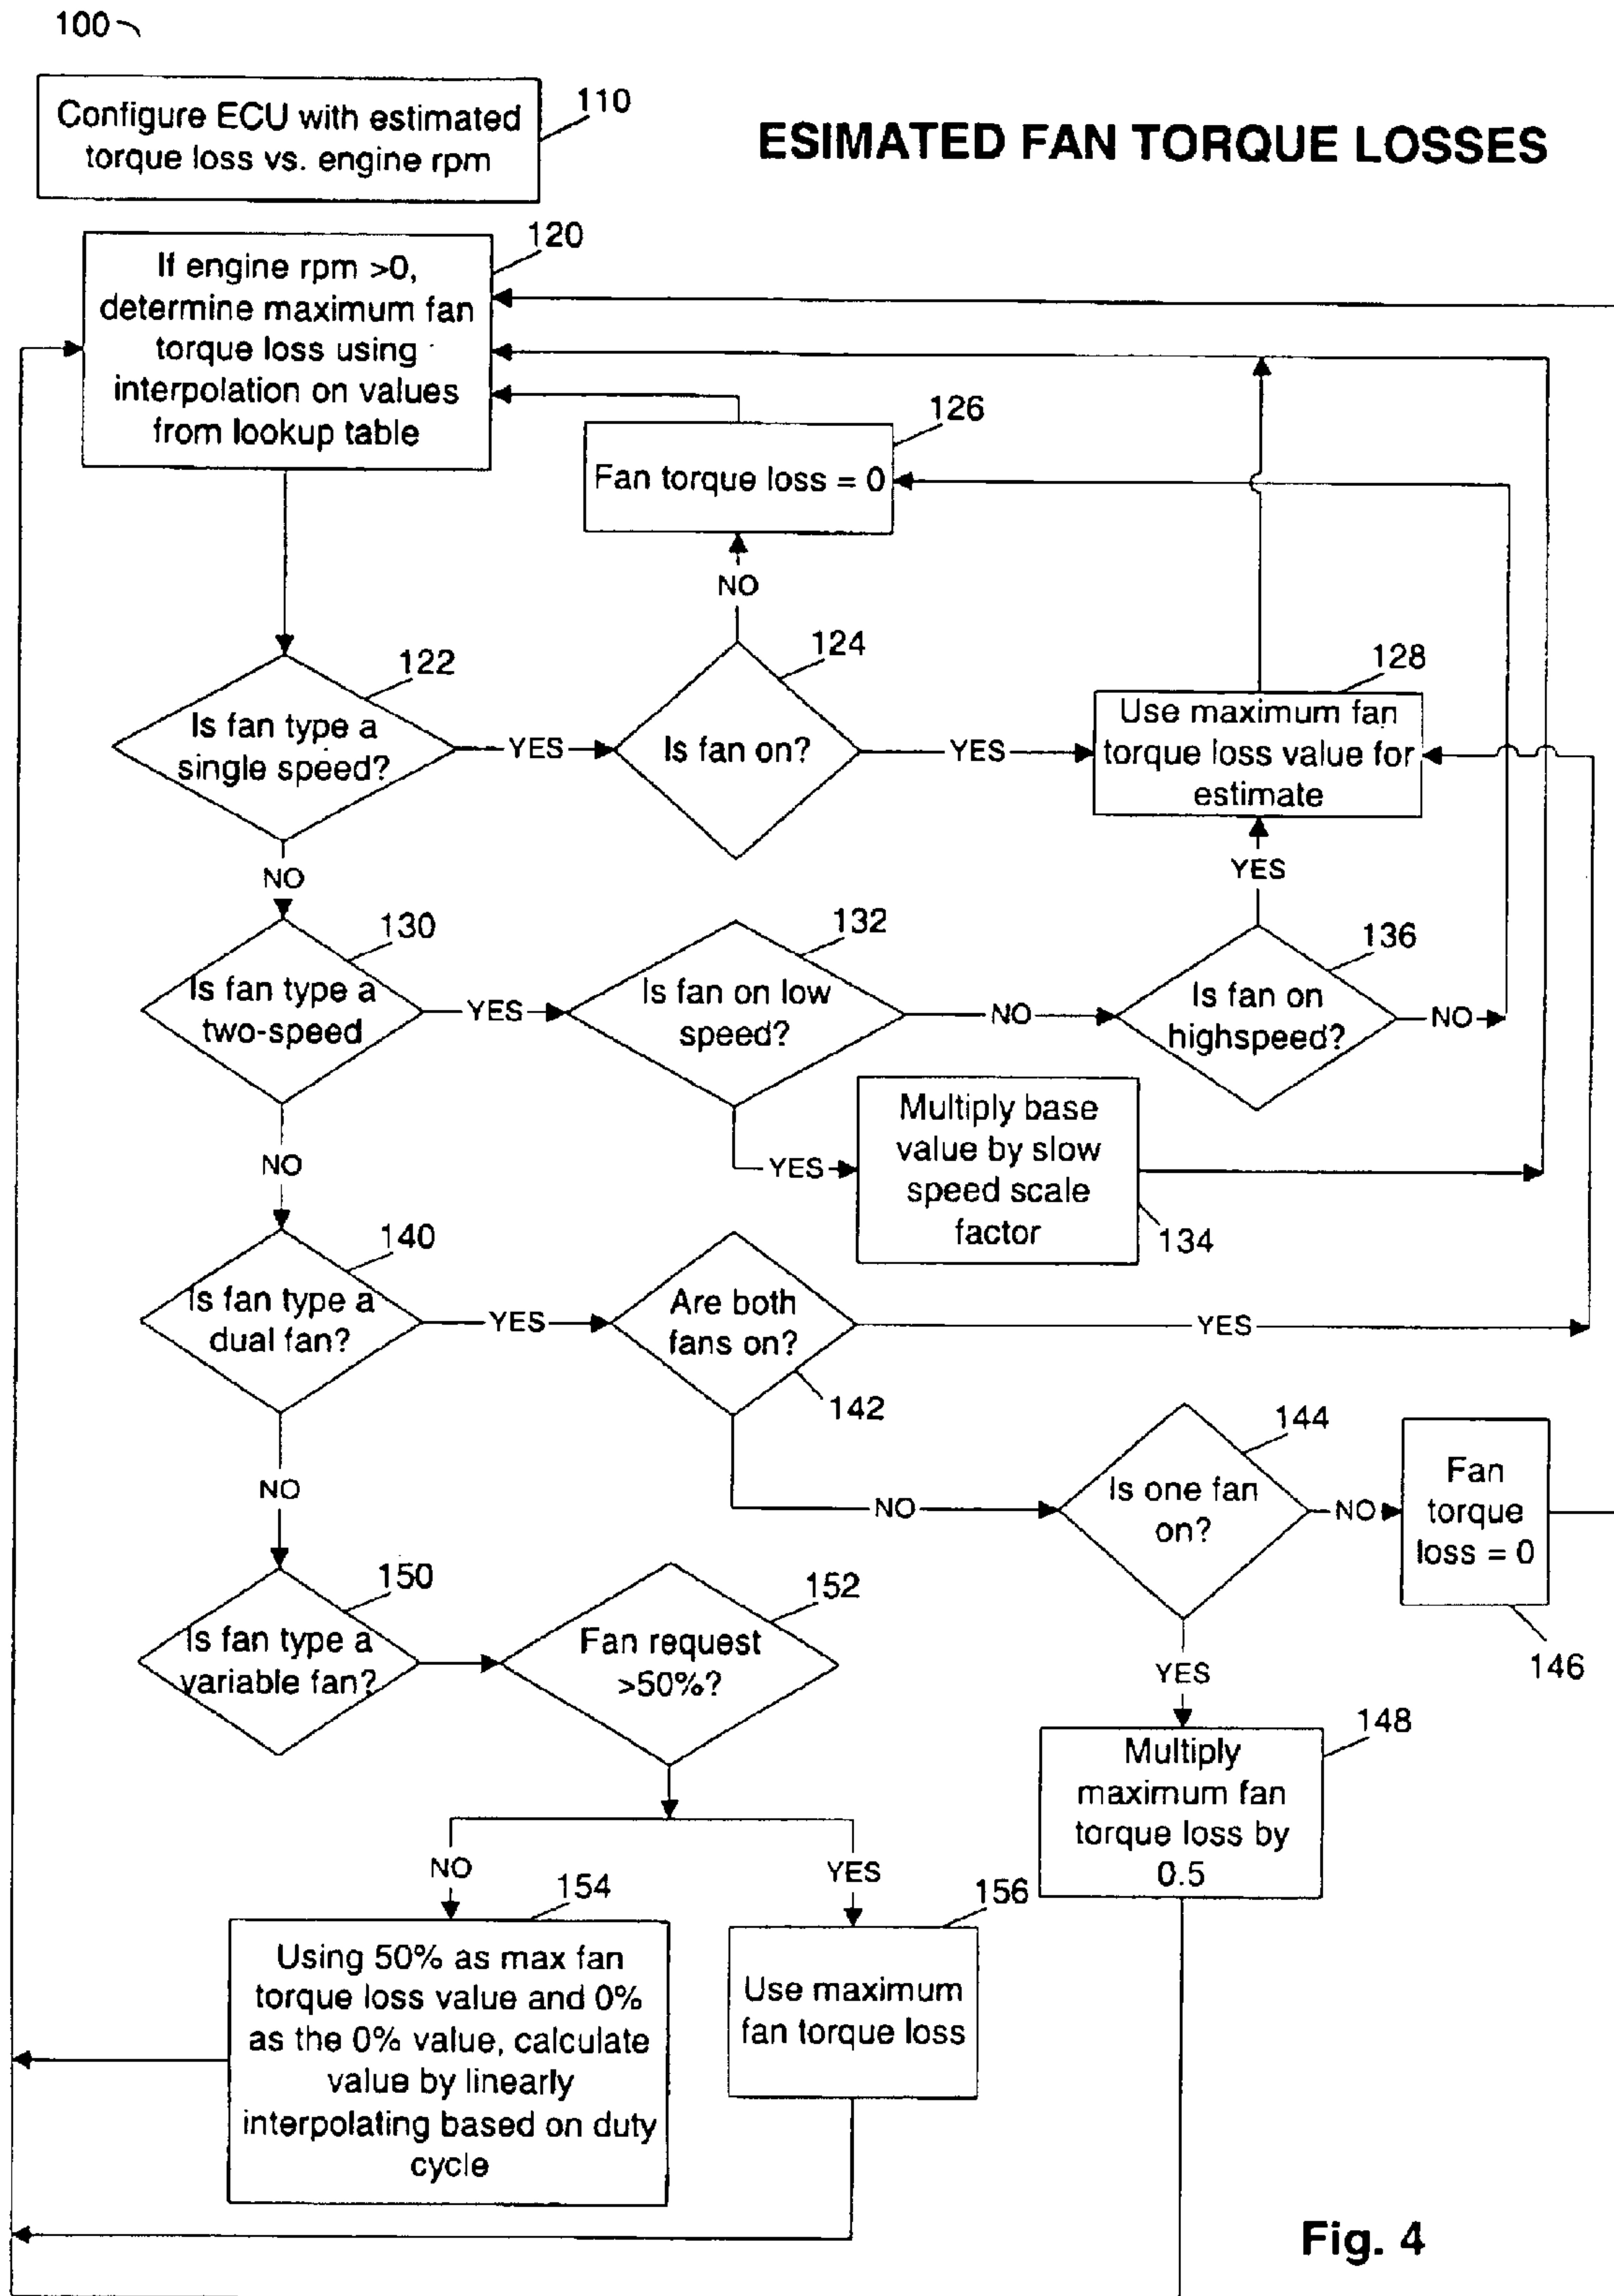 100
Configure ECU with estimated
torque loss vs. engine rpm
110
ESIMATED FAN TORQUE LOSSES
120
If engine rpm >0,
determine maximum fan
torque loss using
interpolation on values
from lookup table
126
Fan torque loss = 0
NO
122
Is fan type a
single speed?
YES
124
Is fan on?
YES
128
Use maximum fan
torque loss value for
estimate
NO
YES
130
Is fan type a
two-speed
YES
132
Is fan on low
speed?
NO
136
Is fan on
highspeed?
NO
NO
YES
Multiply base
value by slow
speed scale
factor
134
140
Is fan type a
dual fan?
YES
Are both
fans on?
142
YES
NO
NO
144
Is one fan
on?
NO
Fan
torque
loss = 0
146
150
Is fan type a
variable fan?
152
Fan request
>50%?
YES
148
Multiply
maximum fan
torque loss by
0.5
NO
YES
154
Using 50% as max fan
torque loss value and 0%
as the 0% value, calculate
value by linearly
interpolating based on duty
cycle
156
Use maximum
fan torque loss
Fig. 4